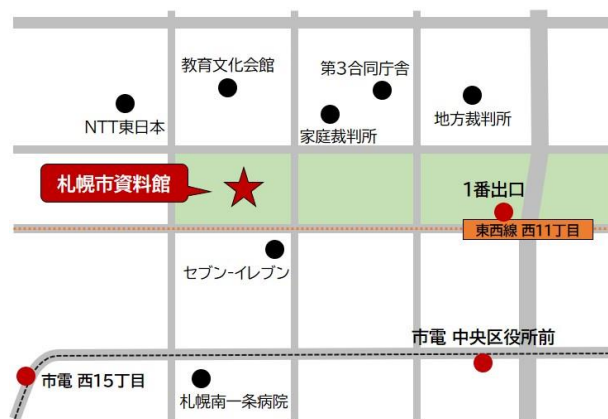 教育文化会館
第3合同庁舎
NTT東日本
家庭裁判所
地方裁判所
札幌市資料館
1番出口
東西線 西11丁目
セブン-イレブン
市電 中央区役所前
市電 西15丁目
札幌南一条病院